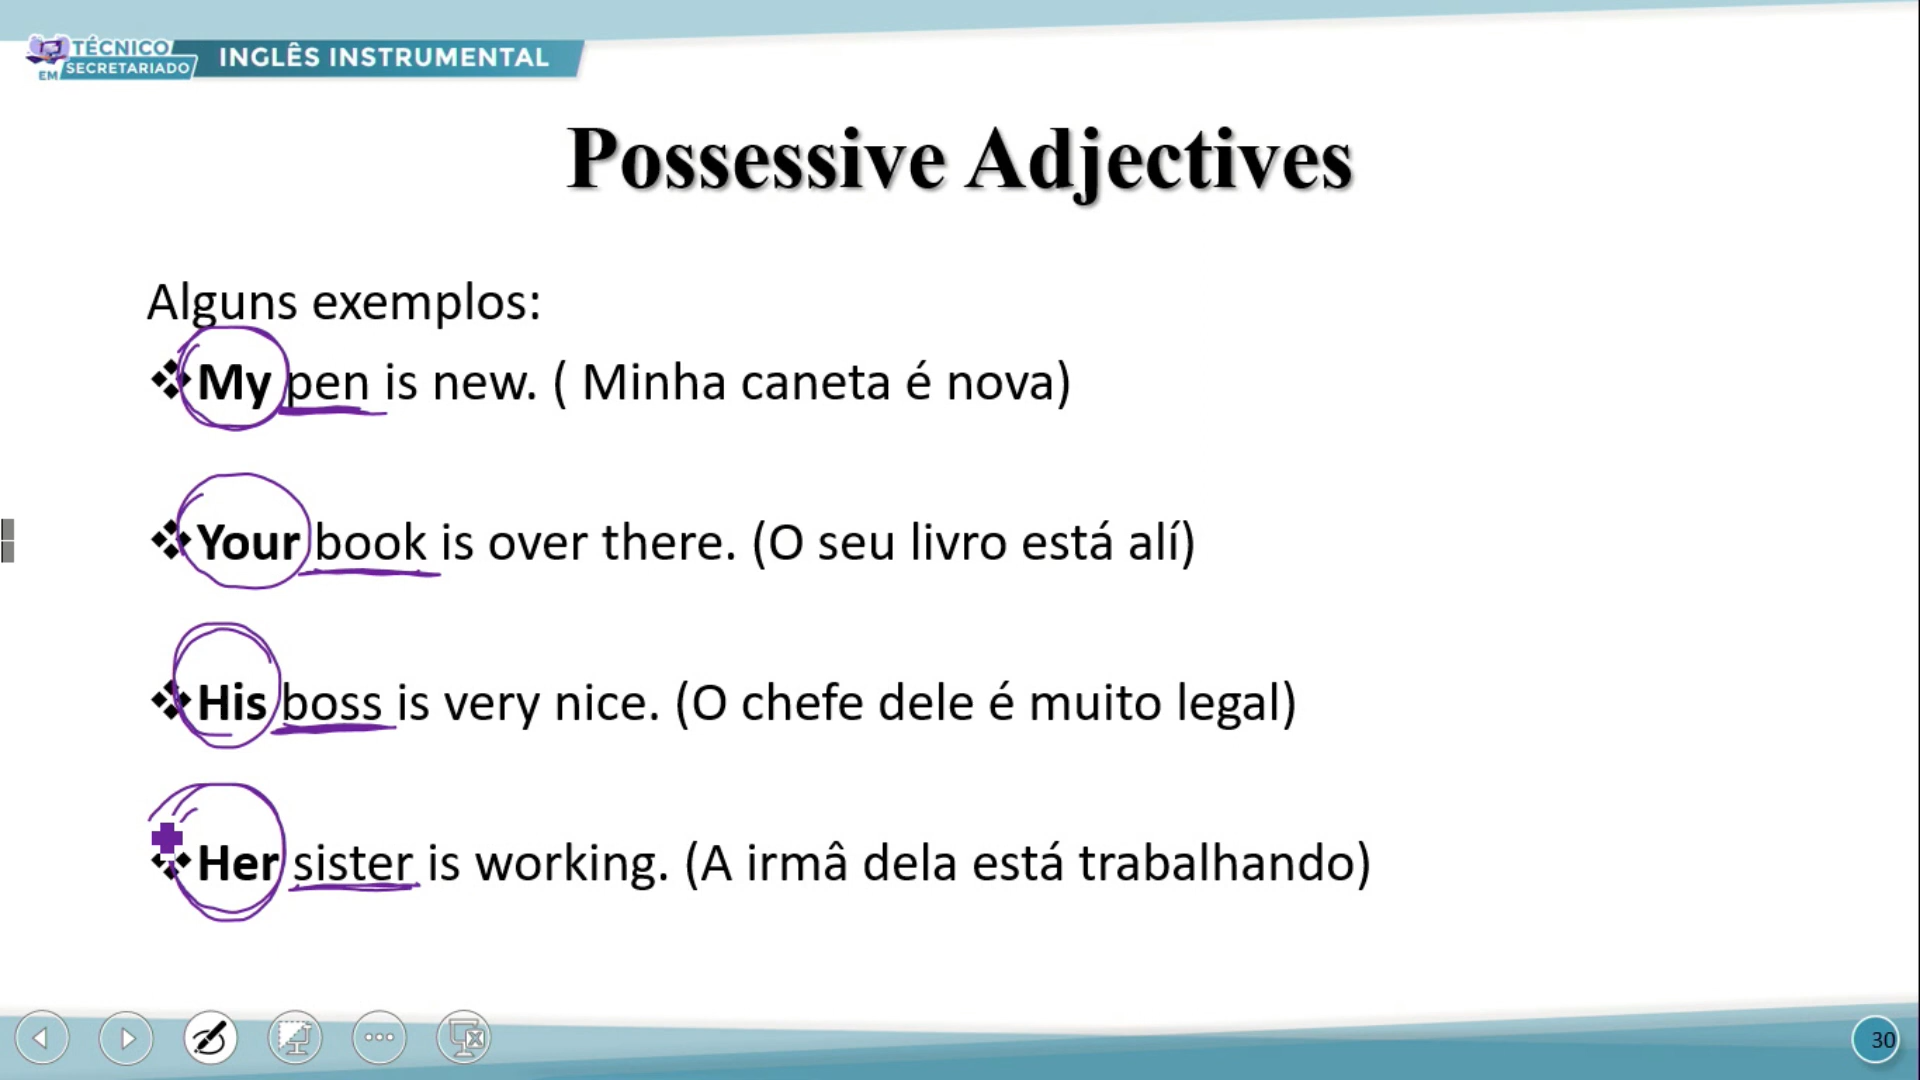 TÉCNICO
EM SECRETARIADO
INGLÊS INSTRUMENTAL
Possessive Adjectives
Alguns exemplos:
❖My pen is new. ( Minha caneta é nova)
❖Your book is over there. (O seu livro está alí)
❖His boss is very nice. (O chefe dele é muito legal)
❖Her sister is working. (A irmâ dela está trabalhando)
30